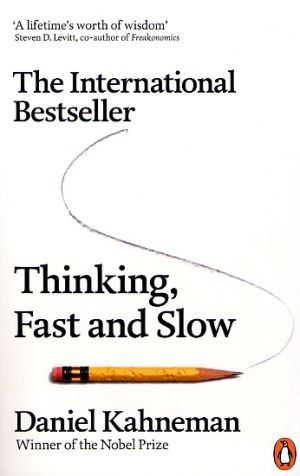 ‘A lifetime’s worth of wisdom’
Steven D. Levitt, co-author of Freakonomics
The International
Bestseller
Thinking,
Fast and Slow
Daniel Kahneman
Winner of the Nobel Prize